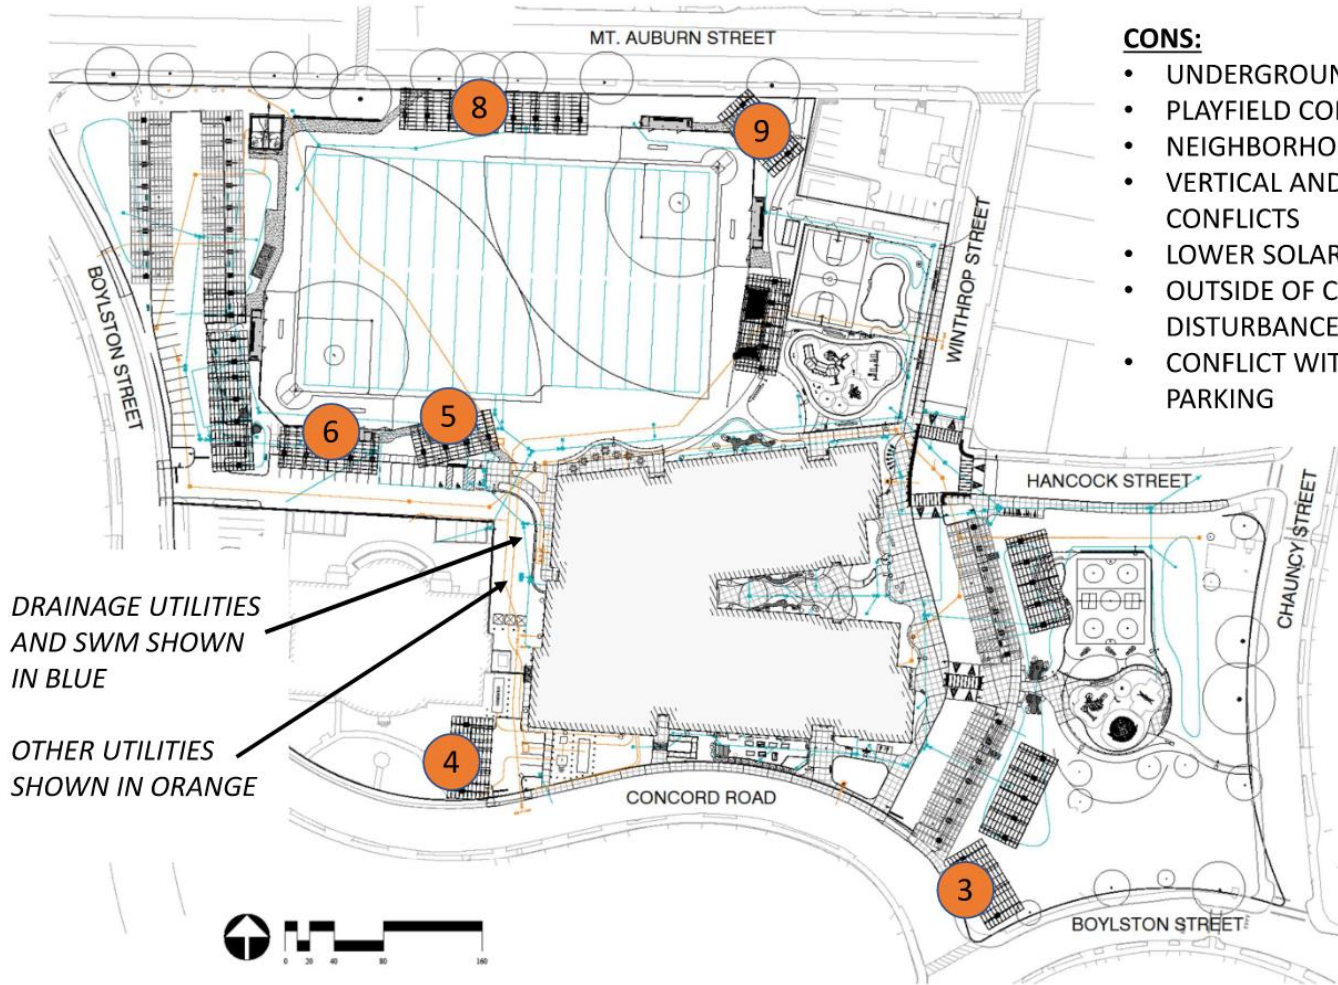 MT. AUBURN STREET
CONS:
• UNDERGROUN
• PLAYFIELD CO
• NEIGHBORHO
• VERTICAL AND
CONFLICTS
• LOWER SOLAR
• OUTSIDE OF C
DISTURBANCE
• CONFLICT WIT
PARKING
8
9
BOYLSTON STREET
WINTHROP STREET
5
6
HANCOCK STREET
CHAUNCY STREET
DRAINAGE UTILITIES
AND SWM SHOWN
IN BLUE
OTHER UTILITIES
SHOWN IN ORANGE
4
CONCORD ROAD
3
BOYLSTON STREET
0 20 40 80 160